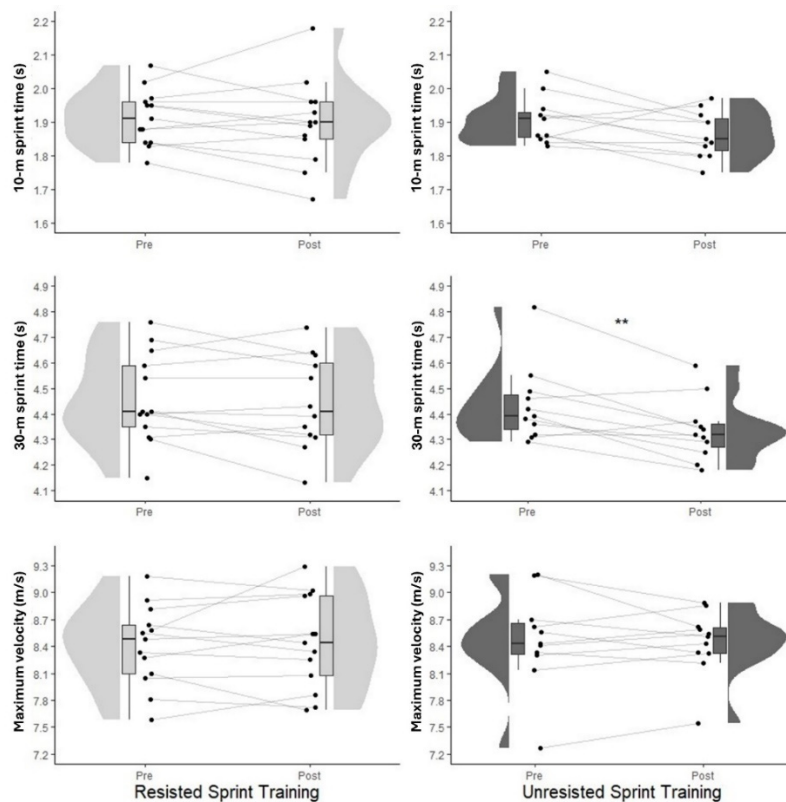 10-m sprint time (s)
2.2
2.1
2.0
1.9
1.8
1.7
1.6
Pre
Post
10-m sprint time (s)
2.2
2.1
2.0
1.9
1.8
1.7
1.6
Pre
Post
30-m sprint time (s)
4.9
4.8
4.7
4.6
4.5
4.4
4.3
4.2
4.1
Pre
Post
30-m sprint time (s)
4.9
4.8
4.7
4.6
4.5
4.4
4.3
4.2
4.1
**
Pre
Post
Maximum velocity (m/s)
9.3
9.0
8.7
8.4
8.1
7.8
7.5
7.2
Pre
Post
Resisted Sprint Training
Maximum velocity (m/s)
9.3
9.0
8.7
8.4
8.1
7.8
7.5
7.2
Pre
Post
Unresisted Sprint Training